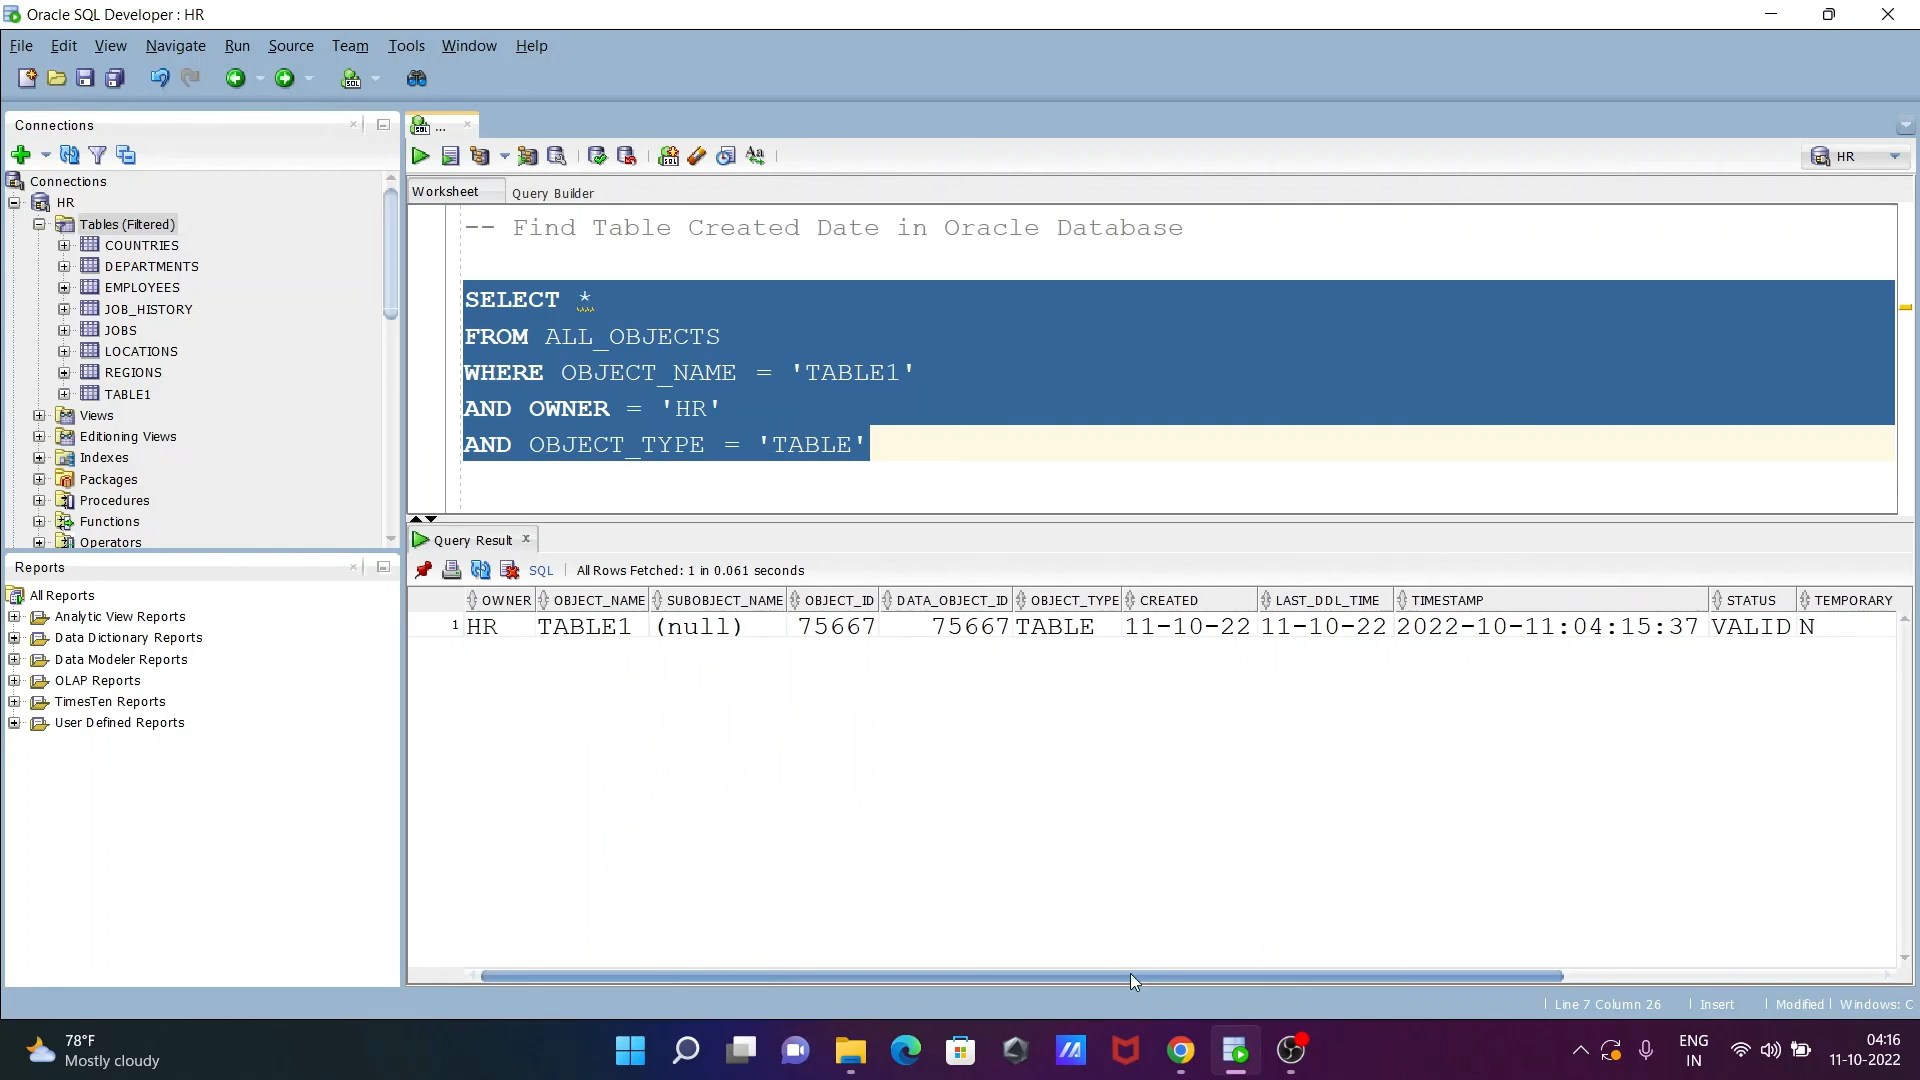 Oracle SQL Developer : HR
File Edit View Navigate Run Source Team Tools Window Help
Connections
Connections
HR
Tables (Filtered)
COUNTRIES
DEPARTMENTS
EMPLOYEES
JOB_HISTORY
JOBS
LOCATIONS
REGIONS
TABLE1
Views
Editioning Views
Indexes
Packages
Procedures
Functions
Operators
Reports
All Reports
Analytic View Reports
Data Dictionary Reports
Data Modeler Reports
OLAP Reports
TimesTen Reports
User Defined Reports
...
HR
Worksheet Query Builder
-- Find Table Created Date in Oracle Database
SELECT *
FROM ALL_OBJECTS
WHERE OBJECT_NAME = 'TABLE1'
AND OWNER = 'HR'
AND OBJECT_TYPE = 'TABLE'
Query Result
SQL All Rows Fetched: 1 in 0.061 seconds
OWNER OBJECT_NAME SUBOBJECT_NAME OBJECT_ID DATA_OBJECT_ID OBJECT_TYPE CREATED LAST_DDL_TIME TIMESTAMP STATUS TEMPORARY
1 HR TABLE1 (null) 75667 75667 TABLE 11-10-22 11-10-22 2022-10-11:04:15:37 VALID N
Line 7 Column 26 Insert Modified Windows: C
78°F
Mostly cloudy
ENG
IN
04:16
11-10-2022